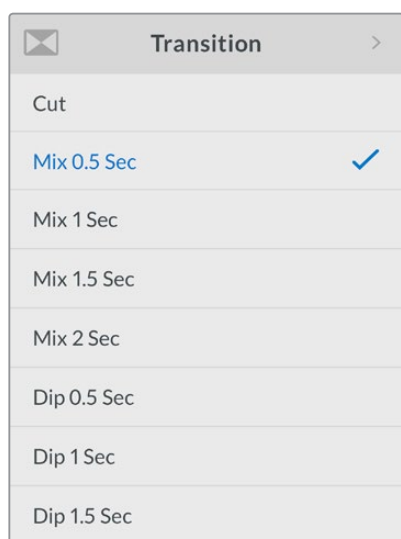 Transition
Cut
Mix 0.5 Sec
Mix 1 Sec
Mix 1.5 Sec
Mix 2 Sec
Dip 0.5 Sec
Dip 1 Sec
Dip 1.5 Sec